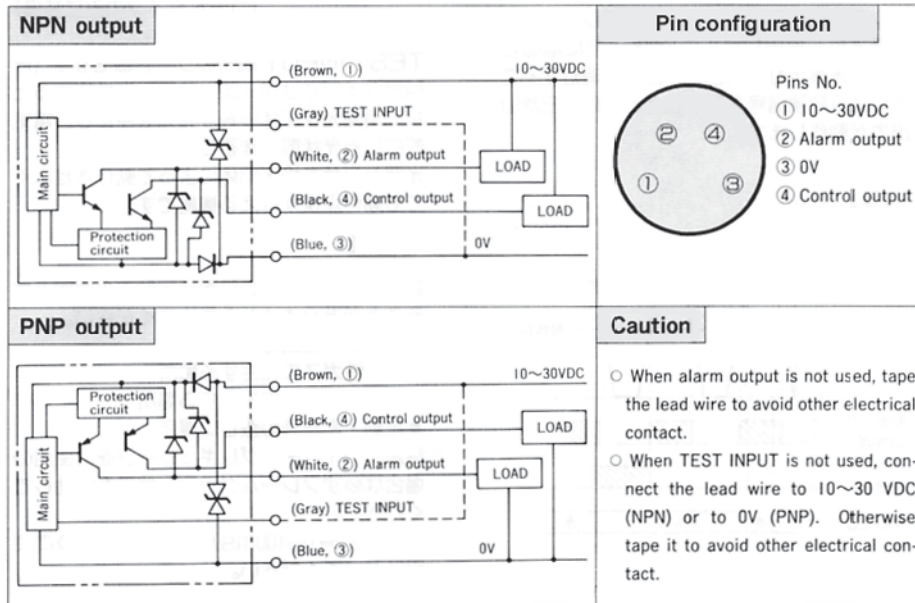 NPN output
(Brown, ①)
10~30VDC
(Gray) TEST INPUT
(White, ②) Alarm output
LOAD
(Black, ④) Control output
LOAD
Main circuit
Protection
circuit
(Blue, ③)
0V
Pin configuration
② ④
① ③
Pins No.
① 10~30VDC
② Alarm output
③ 0V
④ Control output
PNP output
(Brown, ①)
10~30VDC
Protection
circuit
(Black, ④) Control output
LOAD
(White, ②) Alarm output
LOAD
Main circuit
(Gray) TEST INPUT
(Blue, ③)
0V
Caution
○ When alarm output is not used, tape
the lead wire to avoid other electrical
contact.
○ When TEST INPUT is not used, con-
nect the lead wire to 10~30 VDC
(NPN) or to 0V (PNP). Otherwise
tape it to avoid other electrical con-
tact.